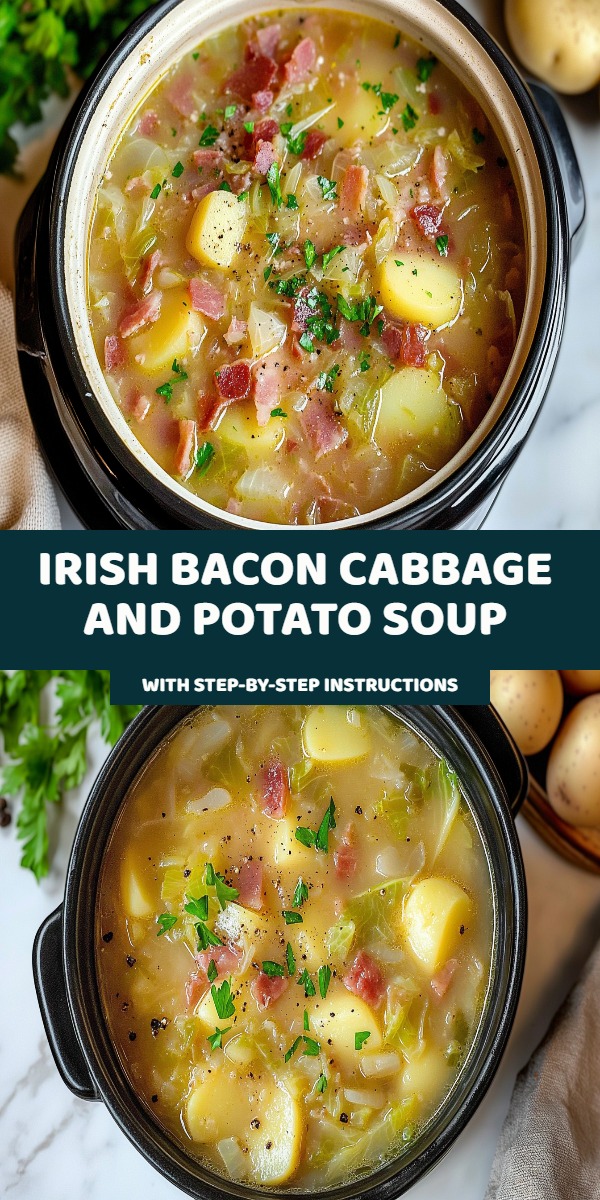 IRISH BACON CABBAGE
AND POTATO SOUP
WITH STEP-BY-STEP INSTRUCTIONS